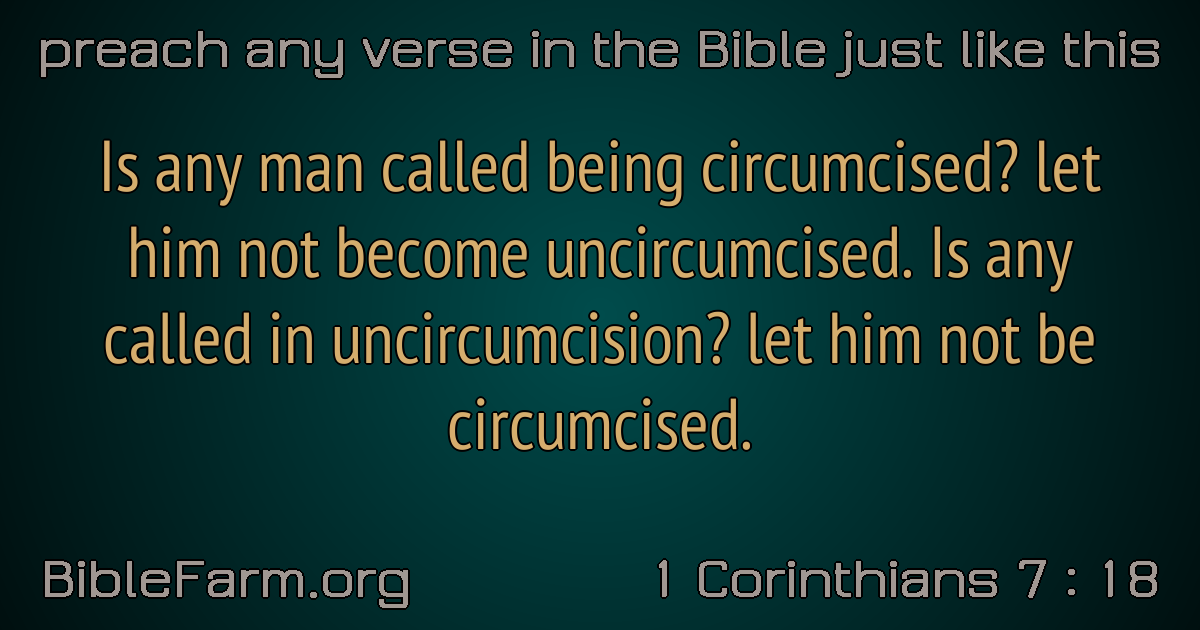 preach any verse in the Bible just like this
Is any man called being circumcised? let
him not become uncircumcised. Is any
called in uncircumcision? let him not be
circumcised.
BibleFarm.org
1 Corinthians 7 : 18